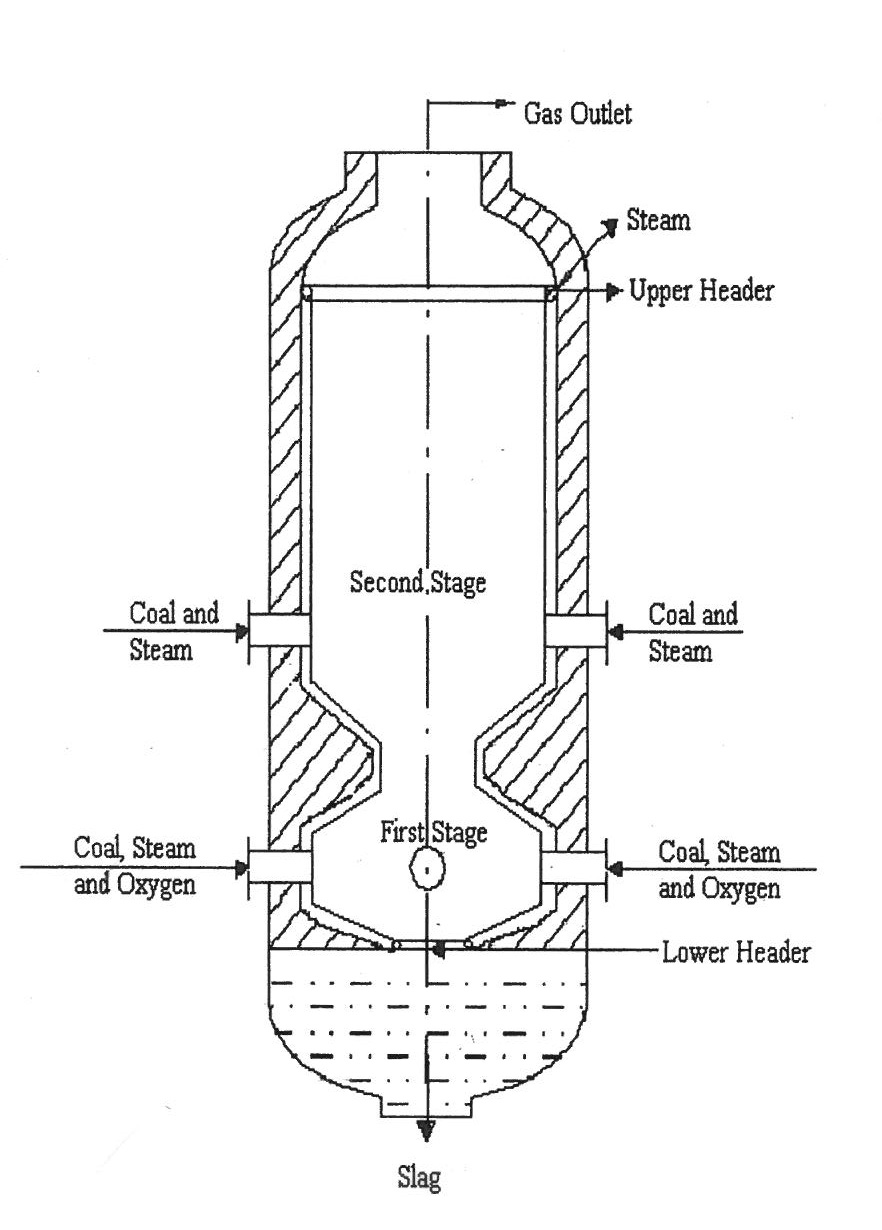 Gas Outlet
Steam
Upper Header
Second Stage
Coal and
Steam
Coal and
Steam
First Stage
Coal, Steam
and Oxygen
Coal, Steam
and Oxygen
Lower Header
Slag